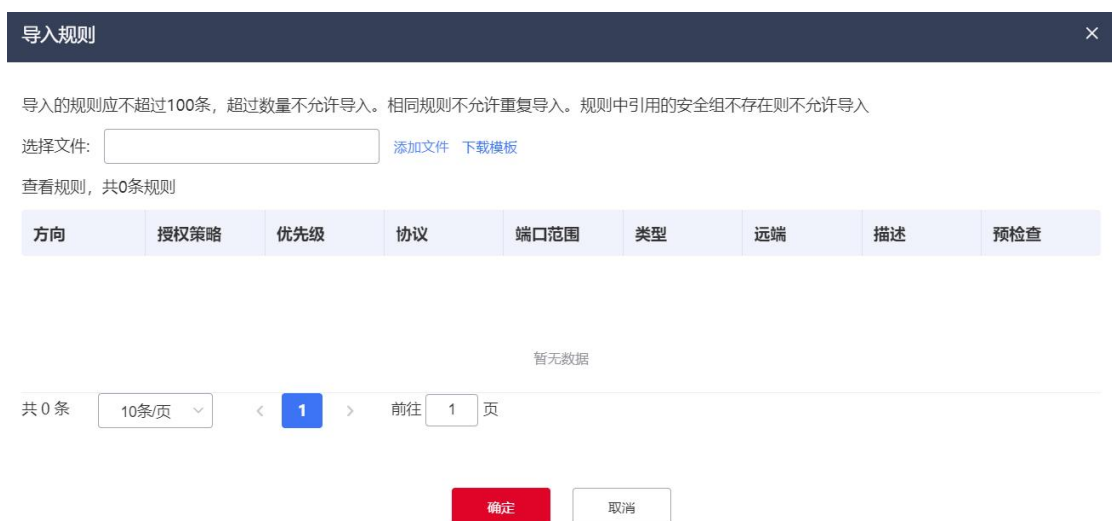 导入规则
导入的规则应不超过100条，超过数量不允许导入。相同规则不允许重复导入。规则中引用的安全组不存在则不允许导入
选择文件: 添加文件 下载模板
查看规则，共0条规则
方向 授权策略 优先级 协议 端口范围 类型 远端 描述 预检查
暂无数据
共 0 条 10条/页 < 1 > 前往 1 页
确定 取消